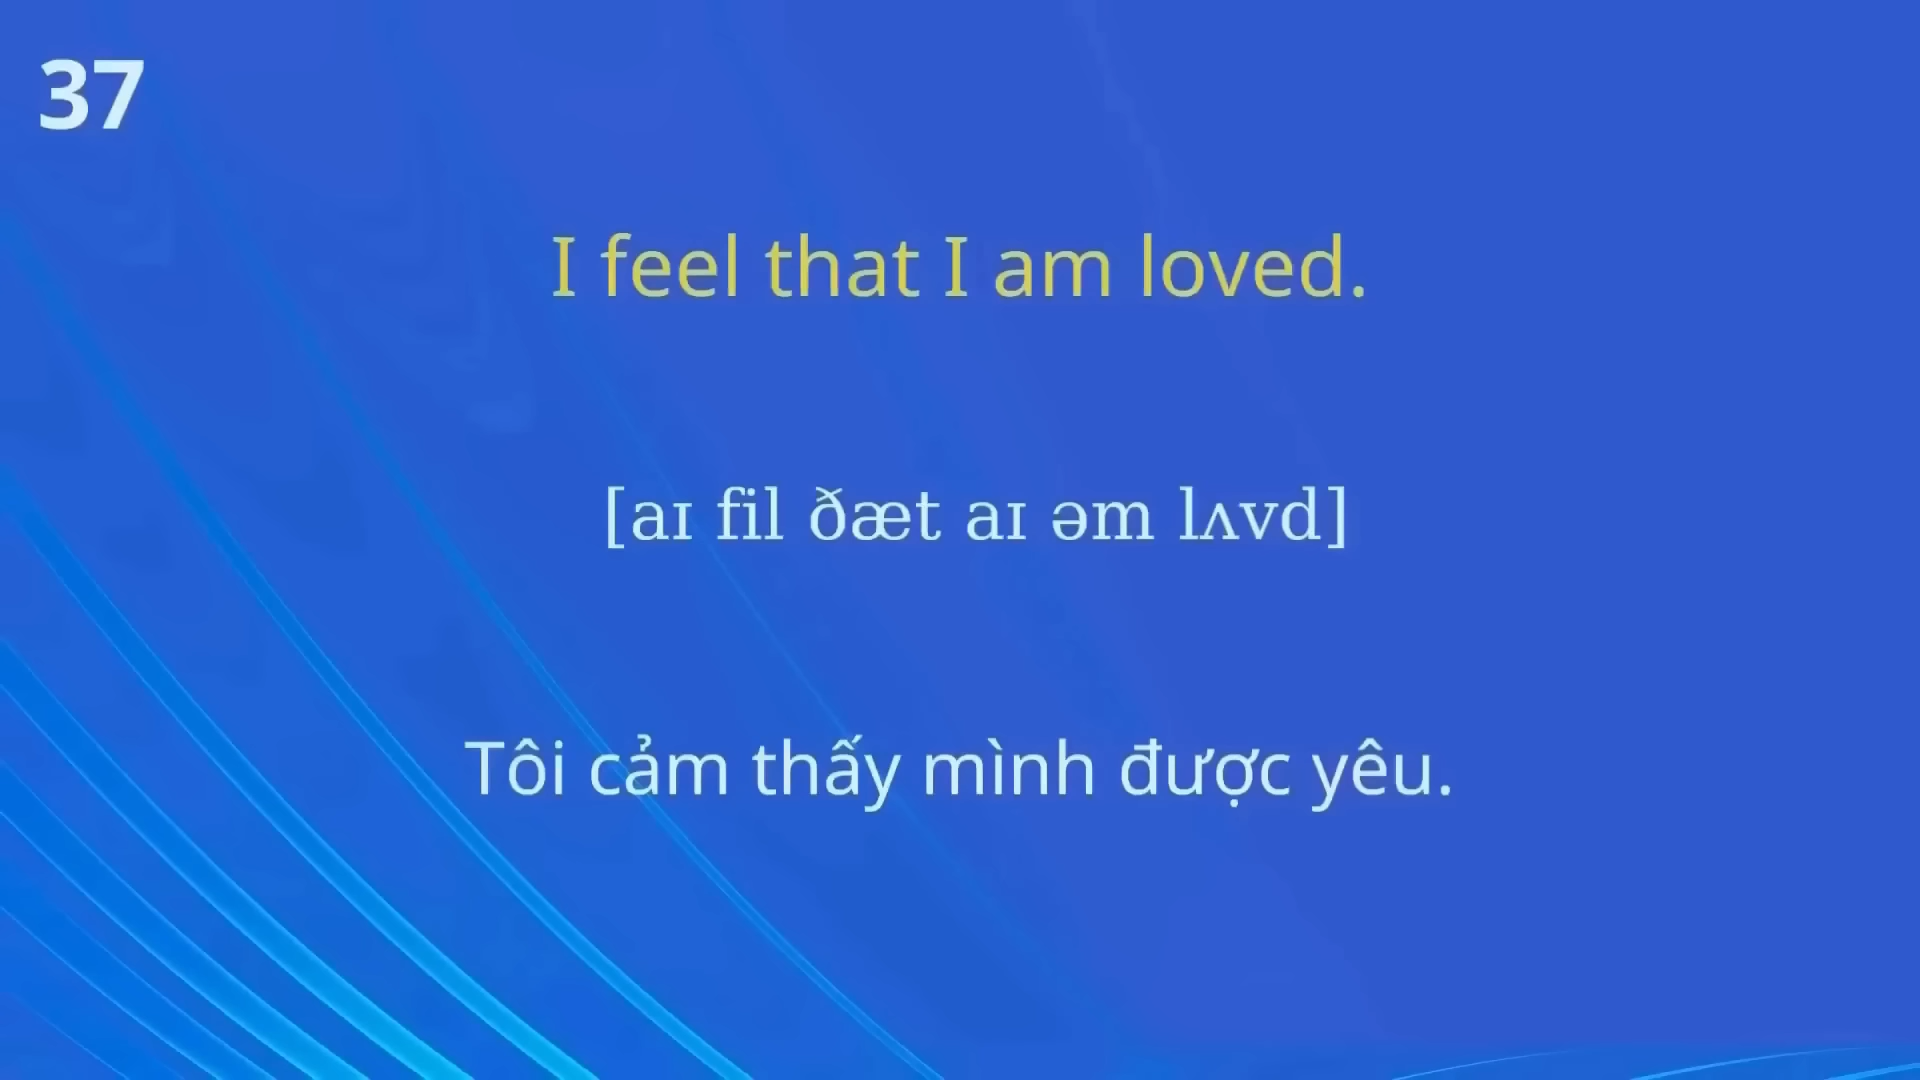 37
I feel that I am loved.
[aɪ fil ðæt aɪ əm lʌvd]
Tôi cảm thấy mình được yêu.